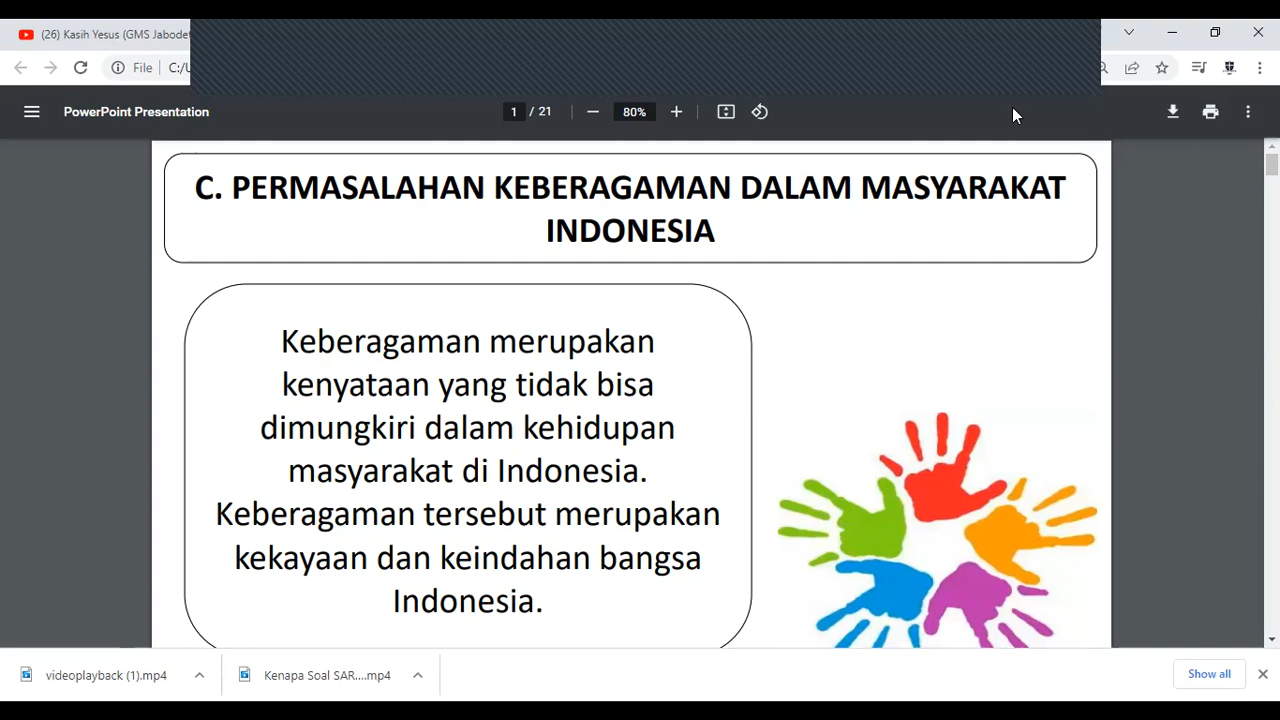 (26) Kasih Yesus (GMS Jabodet
File C:/U
PowerPoint Presentation 1 / 21 80%
C. PERMASALAHAN KEBERAGAMAN DALAM MASYARAKAT
INDONESIA
Keberagaman merupakan
kenyataan yang tidak bisa
dimungkiri dalam kehidupan
masyarakat di Indonesia.
Keberagaman tersebut merupakan
kekayaan dan keindahan bangsa
Indonesia.
videoplayback (1).mp4 Kenapa Soal SAR....mp4 Show all